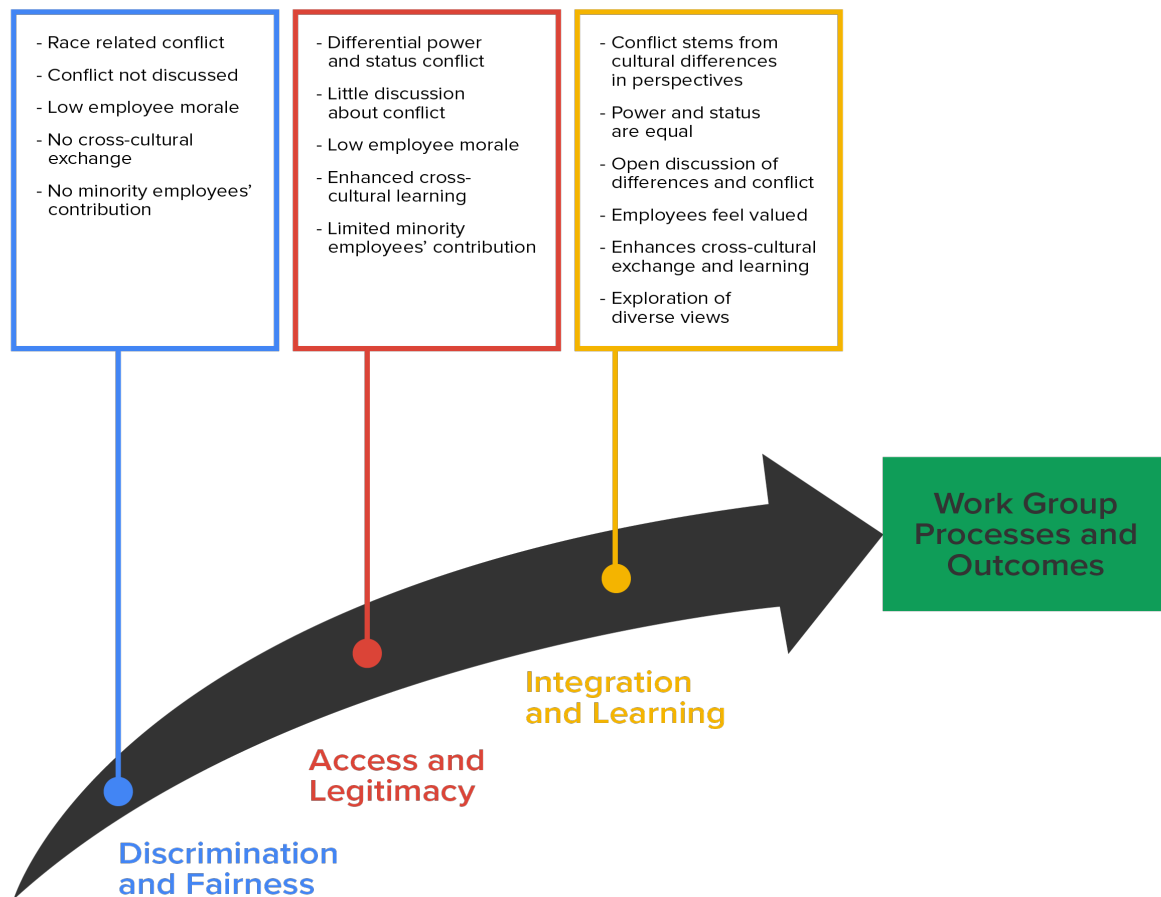 - Race related conflict
- Conflict not discussed
- Low employee morale
- No cross-cultural
exchange
- No minority employees’
contribution
- Differential power
and status conflict
- Little discussion
about conflict
- Low employee morale
- Enhanced cross-
cultural learning
- Limited minority
employees’ contribution
- Conflict stems from
cultural differences
in perspectives
- Power and status
are equal
- Open discussion of
differences and conflict
- Employees feel valued
- Enhances cross-cultural
exchange and learning
- Exploration of
diverse views
Work Group
Processes and
Outcomes
Integration
and Learning
Access and
Legitimacy
Discrimination
and Fairness